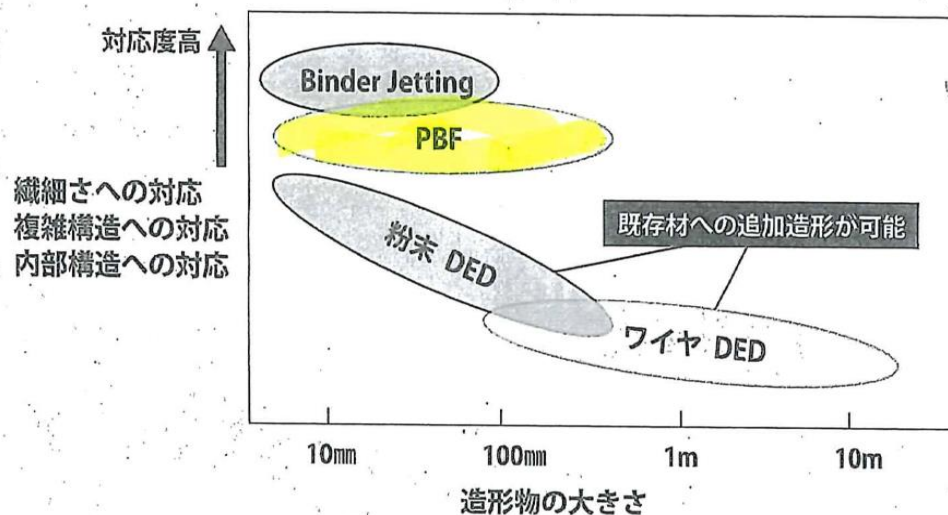 対応度高
Binder Jetting
PBF
繊細さへの対応
複雑構造への対応
内部構造への対応
既存材への追加造形が可能
粉末 DED
ワイヤ DED
10mm
100mm
1m
10m
造形物の大きさ